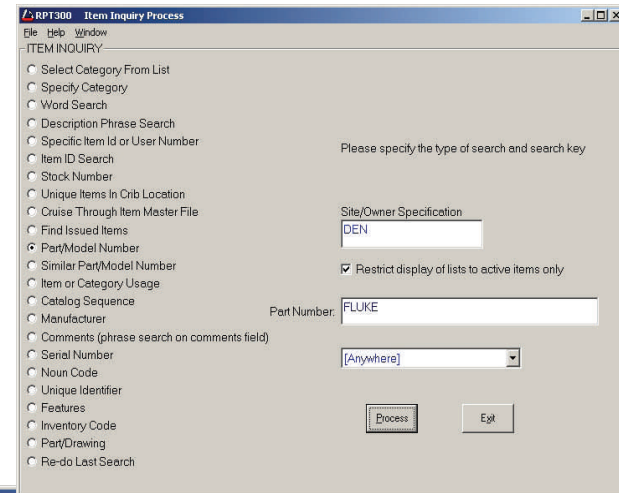 RPT300 Item Inquiry Process
File Help Window
ITEM INQUIRY
Select Category From List
Specify Category
Word Search
Description Phrase Search
Specific Item Id or User Number
Item ID Search
Stock Number
Unique Items In Crib Location
Cruise Through Item Master File
Find Issued Items
Part/Model Number
Similar Part/Model Number
Item or Category Usage
Catalog Sequence
Manufacturer
Comments (phrase search on comments field)
Serial Number
Noun Code
Unique Identifier
Features
Inventory Code
Part/Drawing
Re-do Last Search
Please specify the type of search and search key
Site/Owner Specification
DEN
Restrict display of lists to active items only
Part Number: FLUKE
[Anywhere]
Process Exit